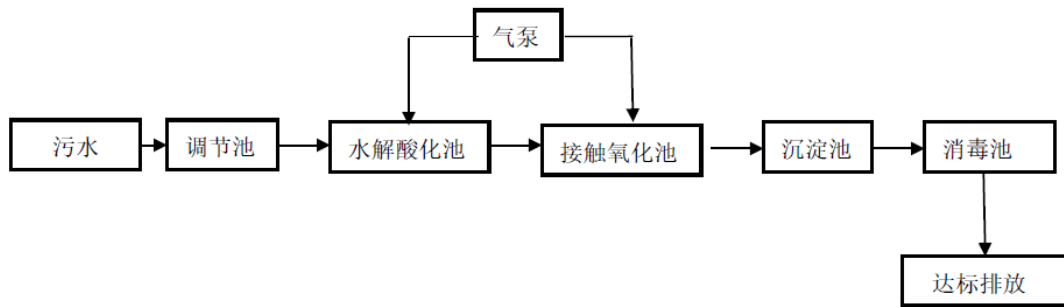 气泵
污水
调节池
水解酸化池
接触氧化池
沉淀池
消毒池
达标排放